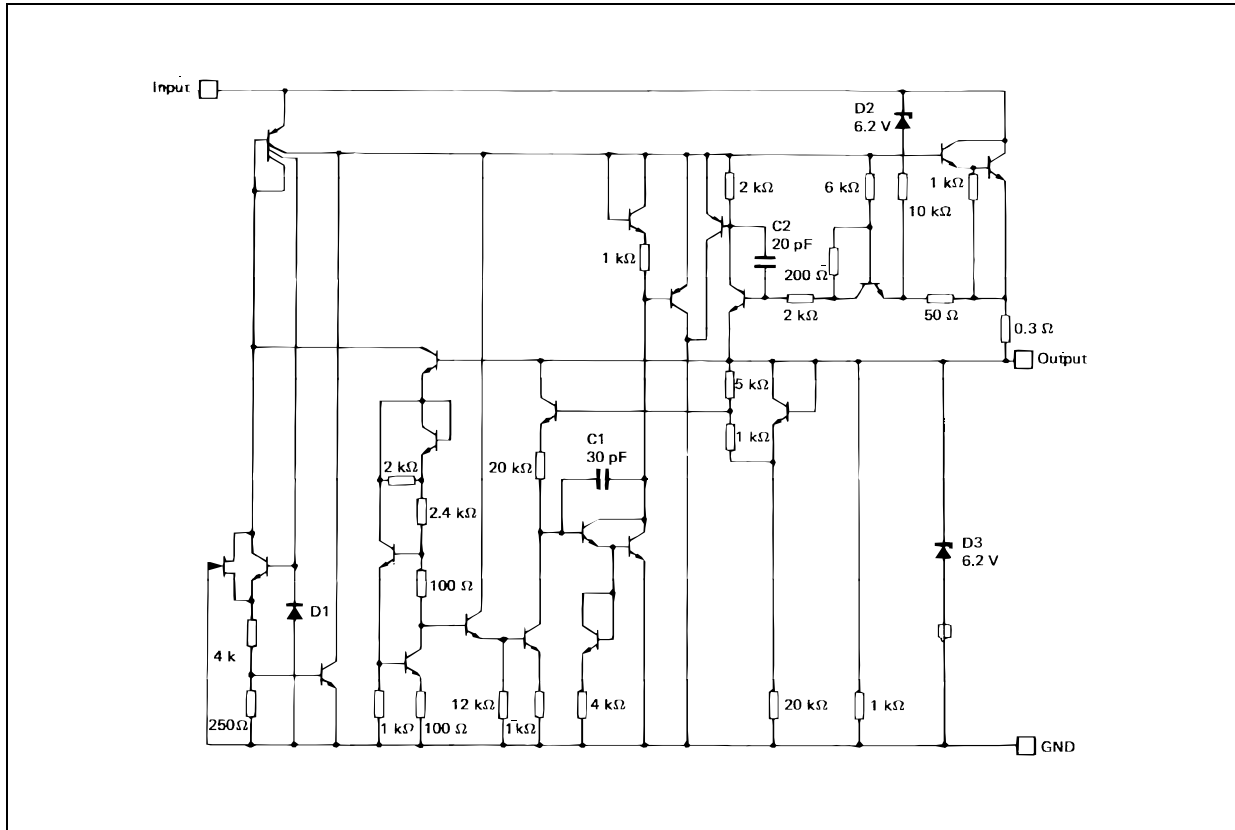 Input
D2
6.2 V
2 kΩ
6 kΩ
1 kΩ
10 kΩ
C2
20 pF
1 kΩ
200 Ω
2 kΩ
50 Ω
0.3 Ω
Output
5 kΩ
C1
30 pF
1 kΩ
2 kΩ
20 kΩ
2.4 kΩ
D3
6.2 V
100 Ω
D1
4 k
12 kΩ
4 kΩ
20 kΩ
1 kΩ
250Ω
1 kΩ
100 Ω
1 kΩ
GND